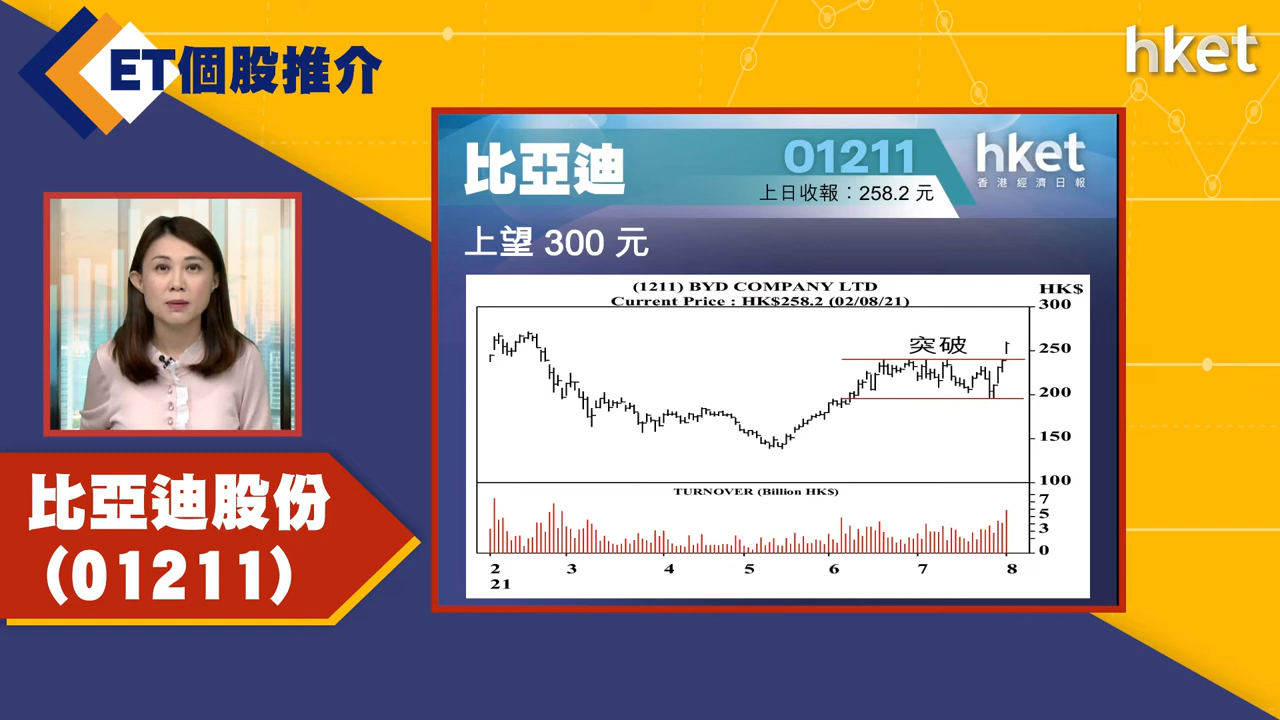 ET個股推介
hket
比亞迪
01211
上日收報：258.2 元
hket
香港經濟日報
上望 300 元
(1211) BYD COMPANY LTD
Current Price : HK$258.2 (02/08/21)
HK$
300
突破
250
200
150
100
TURNOVER (Billion HK$)
7
5
3
0
2 3 4 5 6 7 8
21
比亞迪股份
(01211)